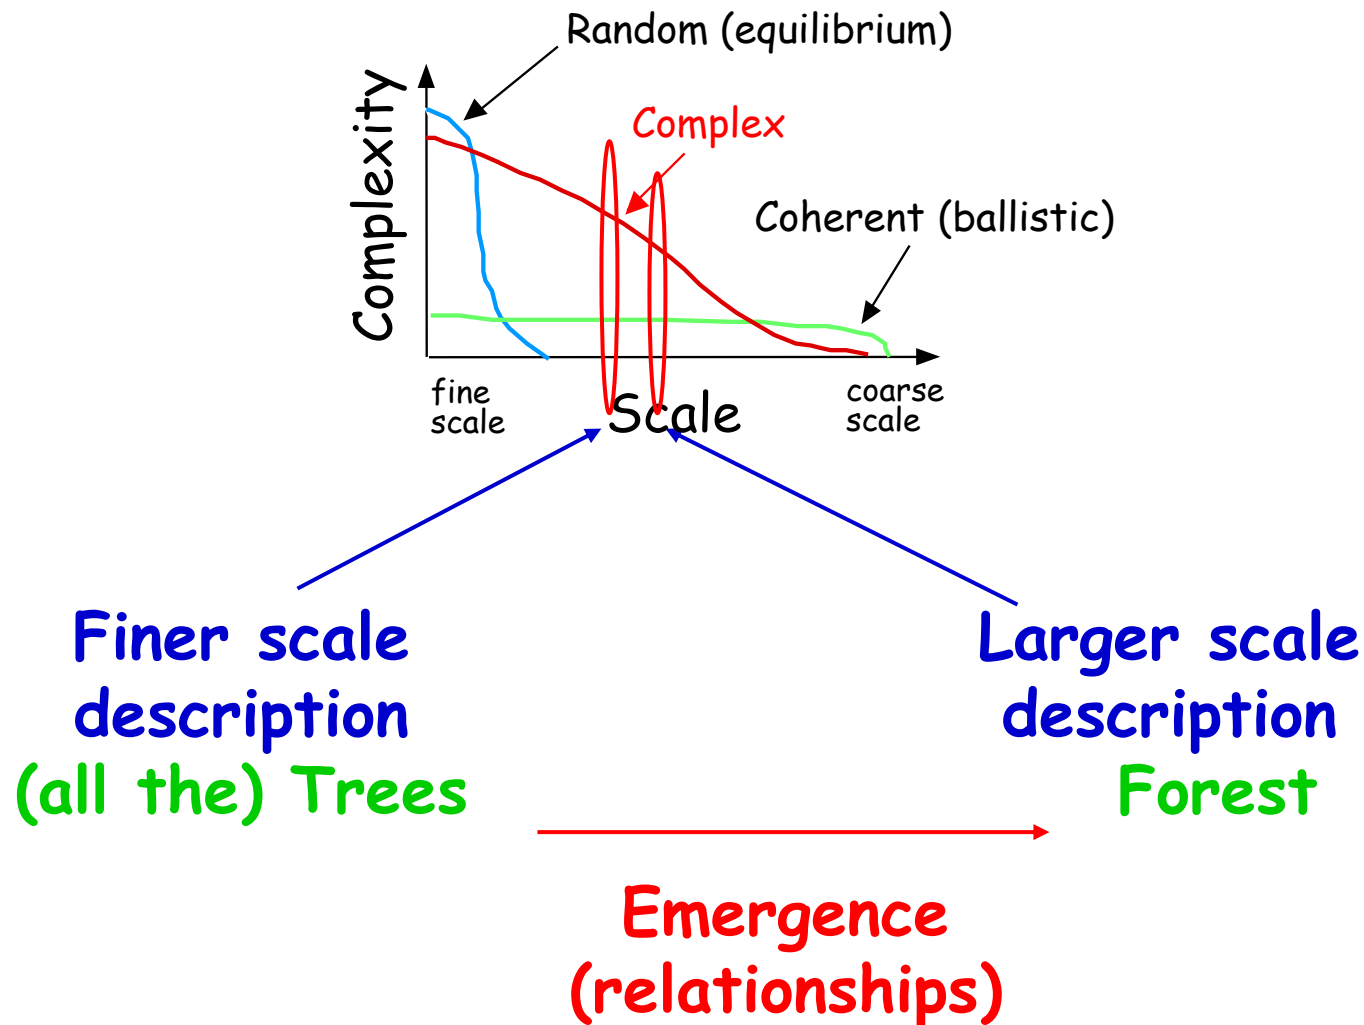 Random (equilibrium)
Complexity
Complex
Coherent (ballistic)
fine
scale
Scale
coarse
scale
Finer scale
description
(all the) Trees
Larger scale
description
Forest
Emergence
(relationships)